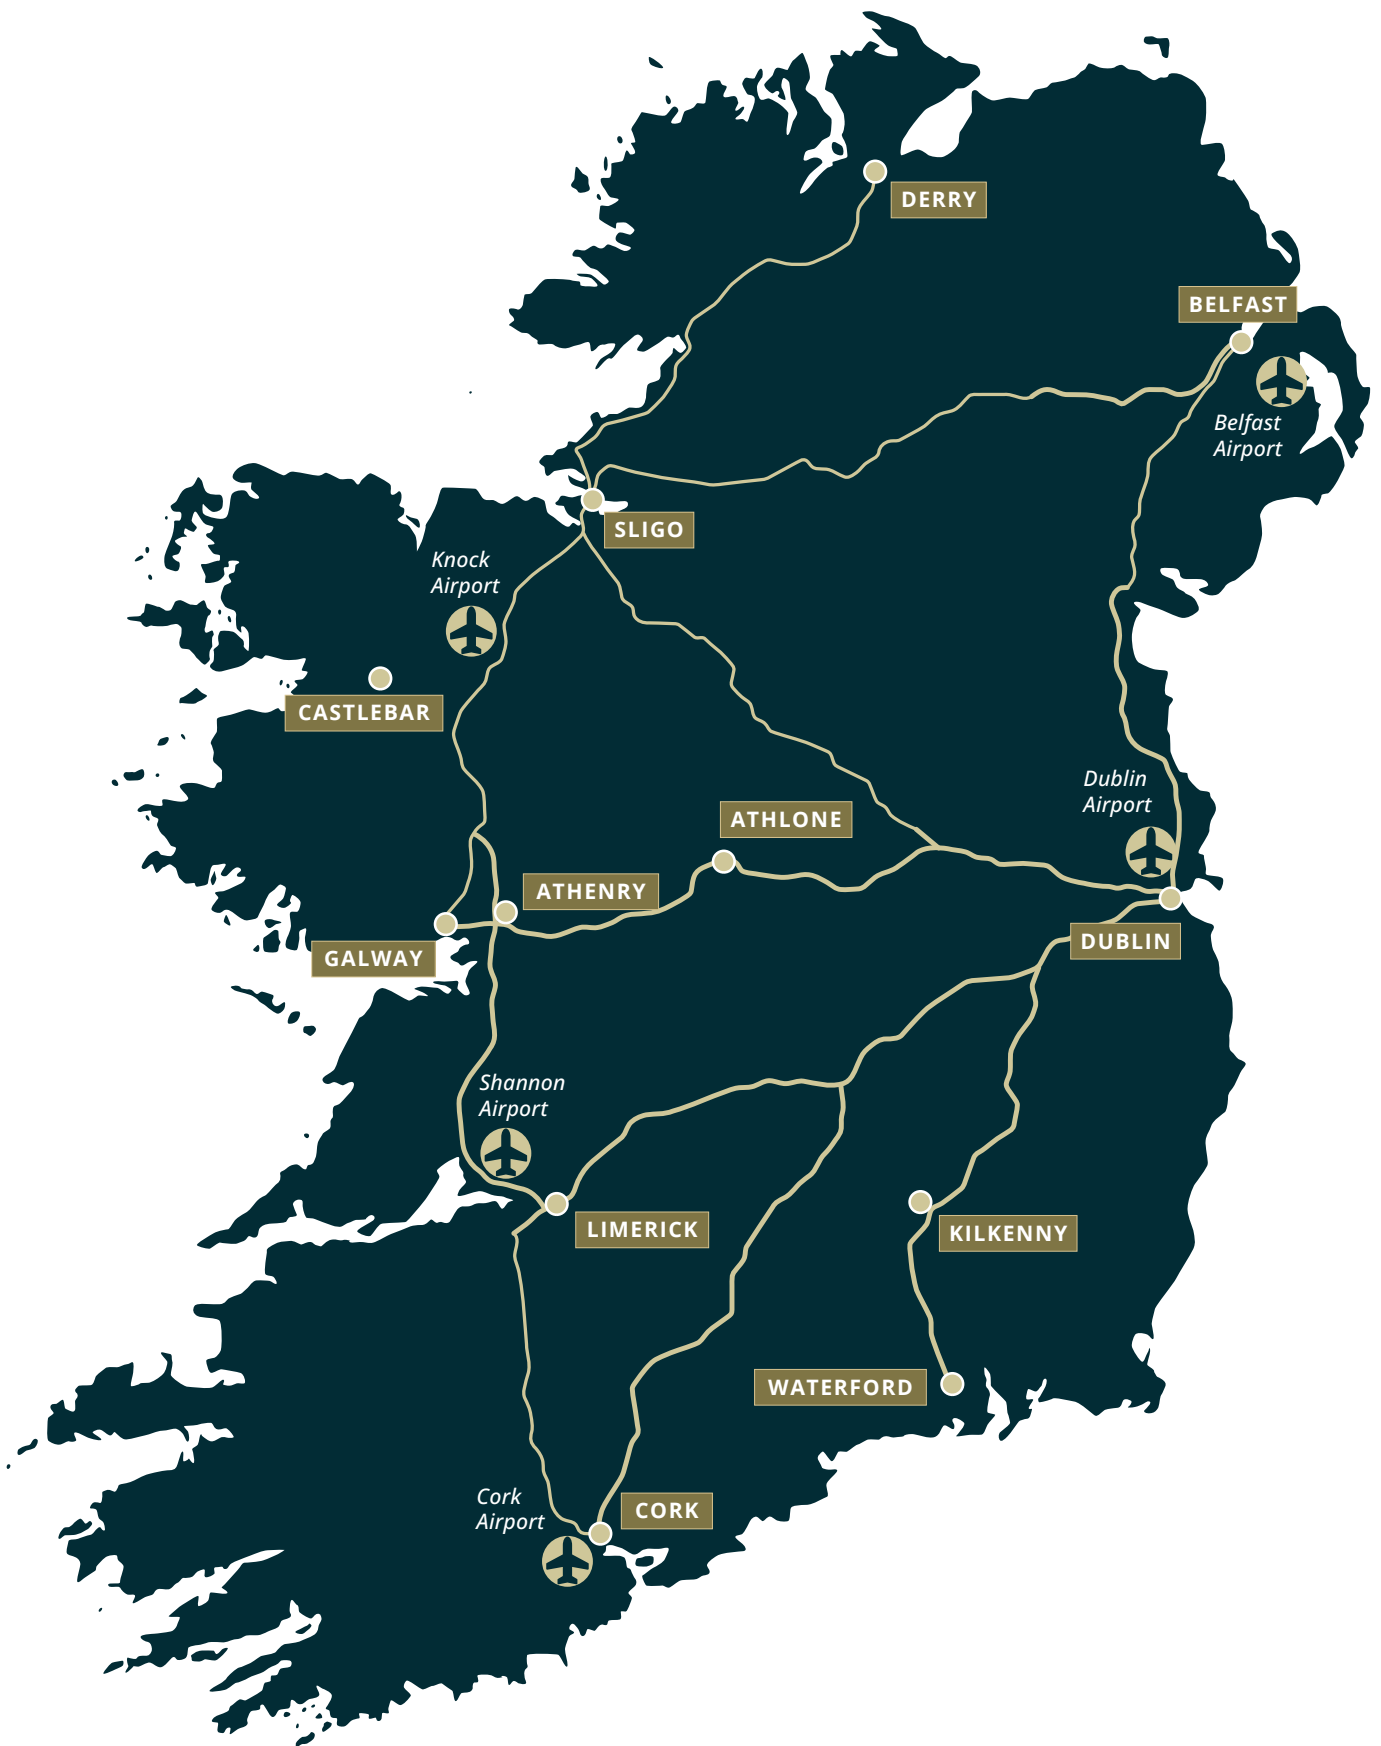 DERRY
BELFAST
Belfast
Airport
SLIGO
Knock
Airport
CASTLEBAR
Dublin
Airport
ATHLONE
ATHENRY
DUBLIN
GALWAY
Shannon
Airport
LIMERICK
KILKENNY
WATERFORD
Cork
Airport
CORK